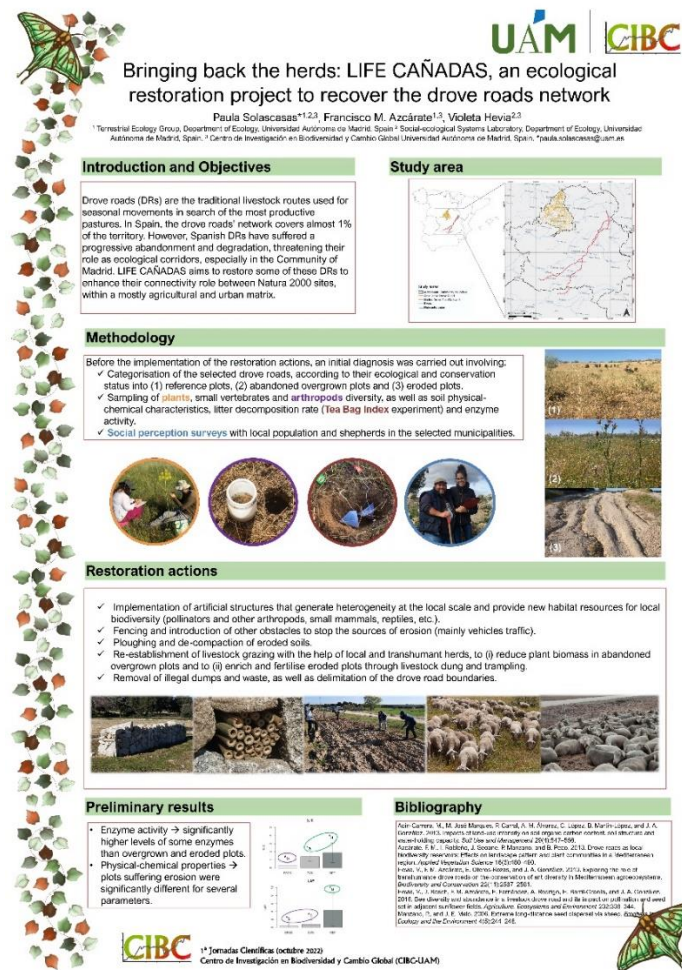 UAM
CIBC
Bringing back the herds: LIFE CAÑADAS, an ecological
restoration project to recover the drove roads network
Paula Solascasas*1,2,3, Francisco M. Azcárate1,3, Violeta Hevia2,3
1 Terrestrial Ecology Group, Department of Ecology, Universidad Autónoma de Madrid, Spain 2 Social-ecological Systems Laboratory, Department of Ecology, Universidad
Autónoma de Madrid, Spain, 3 Centro de Investigación en Biodiversidad y Cambio Global Universidad Autónoma de Madrid, Spain, *paula.solascasas@uam.es
Introduction and Objectives
Drove roads (DRs) are the traditional livestock routes used for
seasonal movements in search of the most productive
pastures. In Spain, the drove roads' network covers almost 1%
of the territory. However, Spanish DRs have suffered a
progressive abandonment and degradation, threatening their
role as ecological corridors, especially in the Community of
Madrid. LIFE CAÑADAS aims to restore some of these DRs to
enhance their connectivity role between Natura 2000 sites,
within a mostly agricultural and urban matrix.
Study area
Methodology
Before the implementation of the restoration actions, an initial diagnosis was carried out involving:
✓ Categorisation of the selected drove roads, according to their ecological and conservation
status into (1) reference plots, (2) abandoned overgrown plots and (3) eroded plots.
✓ Sampling of plants, small vertebrates and arthropods diversity, as well as soil physical-
chemical characteristics, litter decomposition rate (Tea Bag Index experiment) and enzyme
activity.
✓ Social perception surveys with local population and shepherds in the selected municipalities.
(1)
(2)
(3)
Restoration actions
✓ Implementation of artificial structures that generate heterogeneity at the local scale and provide new habitat resources for local
biodiversity (pollinators and other arthropods, small mammals, reptiles, etc.).
✓ Fencing and introduction of other obstacles to stop the sources of erosion (mainly vehicles traffic).
✓ Ploughing and de-compaction of eroded soils.
✓ Re-establishment of livestock grazing with the help of local and transhumant herds, to (i) reduce plant biomass in abandoned
overgrown plots and to (ii) enrich and fertilise eroded plots through livestock dung and trampling.
✓ Removal of illegal dumps and waste, as well as delimitation of the drove road boundaries.
Preliminary results
• Enzyme activity → significantly
higher levels of some enzymes
than overgrown and eroded plots.
• Physical-chemical properties →
plots suffering erosion were
significantly different for several
parameters.
Bibliography
CIBC
1ª Jornadas Científicas (octubre 2022)
Centro de Investigación en Biodiversidad y Cambio Global (CIBC-UAM)